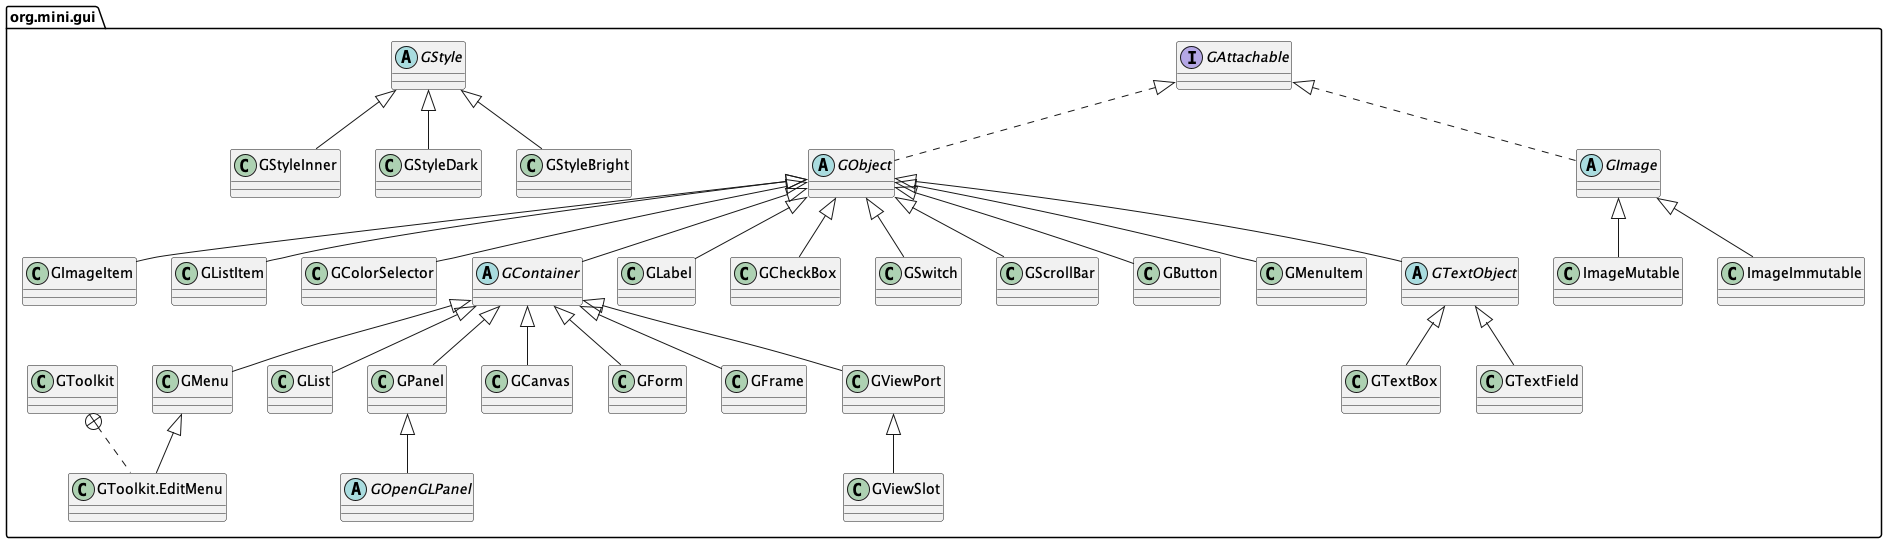 org.mini.gui
A GStyle
I GAttachable
C GStyleInner
C GStyleDark
C GStyleBright
A GObject
A GImage
C GImageItem
C GListItem
C GColorSelector
A GContainer
C GLabel
C GCheckBox
C GSwitch
C GScrollBar
C GButton
C GMenuItem
A GTextObject
C ImageMutable
C ImageImmutable
C GToolkit
C GMenu
C GList
C GPanel
C GCanvas
C GForm
C GFrame
C GViewPort
C GTextBox
C GTextField
C GToolkit.EditMenu
A GOpenGLPanel
C GViewSlot